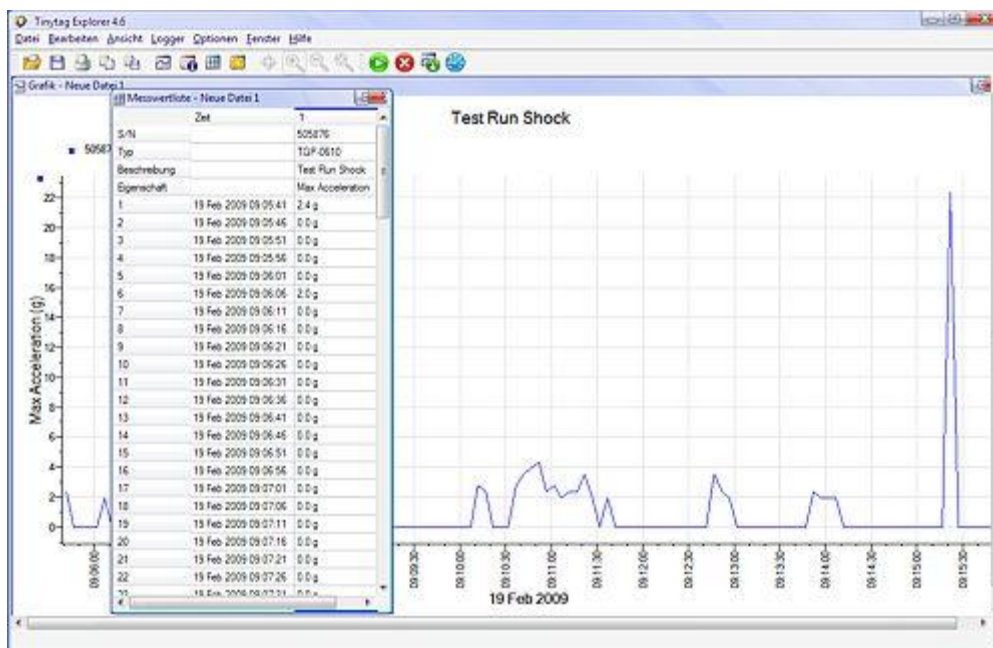 Tinytag Explorer 4.6
Datei Bearbeiten Ansicht Logger Optionen Fenster Hilfe
Grafik - Neue Datei 1
Messwertliste - Neue Datei 1
Test Run Shock
Zeit 1
S/N 505876
Typ TGP-0610
Beschreibung Test Run Shock
Eigenschaft Max Acceleration
1 19 Feb 2009 09:05:41 2.4 g
2 19 Feb 2009 09:05:46 0.0 g
3 19 Feb 2009 09:05:51 0.0 g
4 19 Feb 2009 09:05:56 0.0 g
5 19 Feb 2009 09:06:01 0.0 g
6 19 Feb 2009 09:06:06 2.0 g
7 19 Feb 2009 09:06:11 0.0 g
8 19 Feb 2009 09:06:16 0.0 g
9 19 Feb 2009 09:06:21 0.0 g
10 19 Feb 2009 09:06:26 0.0 g
11 19 Feb 2009 09:06:31 0.0 g
12 19 Feb 2009 09:06:36 0.0 g
13 19 Feb 2009 09:06:41 0.0 g
14 19 Feb 2009 09:06:46 0.0 g
15 19 Feb 2009 09:06:51 0.0 g
16 19 Feb 2009 09:06:56 0.0 g
17 19 Feb 2009 09:07:01 0.0 g
18 19 Feb 2009 09:07:06 0.0 g
19 19 Feb 2009 09:07:11 0.0 g
20 19 Feb 2009 09:07:16 0.0 g
21 19 Feb 2009 09:07:21 0.0 g
22 19 Feb 2009 09:07:26 0.0 g
50587
Max Acceleration (g)
22
20
18
16
14
12
10
8
6
4
2
0
09:06:00
09:09:30
09:10:00
09:10:30
09:11:00
09:11:30
09:12:00
09:12:30
09:13:00
09:13:30
09:14:00
09:14:30
09:15:00
09:15:30
19 Feb 2009